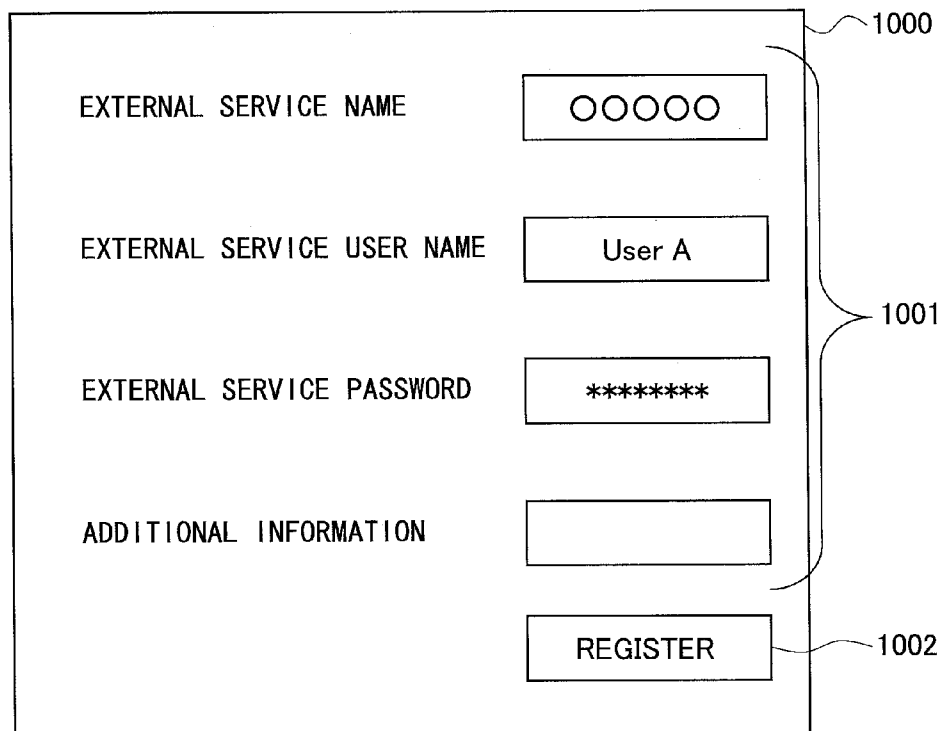 1000
EXTERNAL SERVICE NAME ○○○○○
EXTERNAL SERVICE USER NAME User A
1001
EXTERNAL SERVICE PASSWORD ********
ADDITIONAL INFORMATION
REGISTER 1002